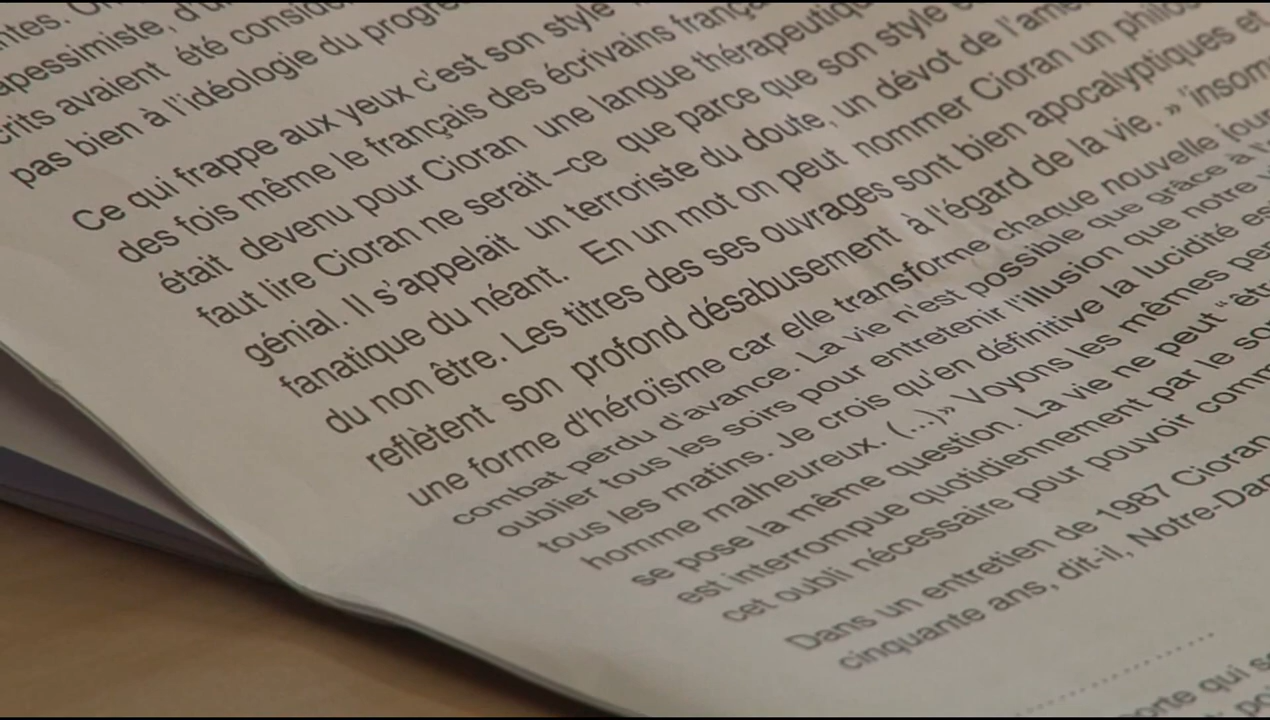 pessimiste, d'u
crits avaient été consid
pas bien à l'idéologie du progre
Ce qui frappe aux yeux c'est son style
des fois même le français des écrivains frança
était devenu pour Cioran une langue thérapeutiq
faut lire Cioran ne serait –ce que parce que son style e
génial. Il s'appelait un terroriste du doute, un dévot de l'am
fanatique du néant. En un mot on peut nommer Cioran un philos
du non être. Les titres des ses ouvrages sont bien apocalyptiques et
reflètent son profond désabusement à l'égard de la vie. » 'insom
une forme d'héroïsme car elle transforme chaque nouvelle jour
combat perdu d'avance. La vie n'est possible que grâce à l'
oublier tous les soirs pour entretenir l'illusion que notre v
tous les matins. Je crois qu'en définitive la lucidité es
homme malheureux. (...)» Voyons les mêmes pe
se pose la même question. La vie ne peut “êtr
est interrompue quotidiennement par le so
cet oubli nécessaire pour pouvoir comm
Dans un entretien de 1987 Cioran
cinquante ans, dit-il, Notre-Dam
orte qui s